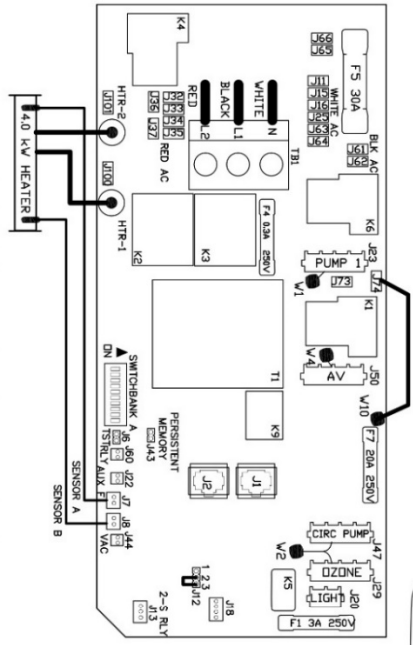 K4
J66
J65
F5 30A
J101
HTR-2
J36
J32
J33
J34
J35
J37
RED AC
RED
L2
BLACK
L1
WHITE
N
TB1
J11
J15
J16
J25
J63
J64
WHITE AC
J61
J62
BLK AC
4.0 kW HEATER
J100
HTR-1
K2
K3
F4 0.3A 250V
K6
J23
PUMP 1
W1
J73
J74
K1
W4
AV
J50
W10
F7 20A 250V
T1
K9
ON
SWITCHBANK A
PERSISTENT
MEMORY
J43
J6
TSTRLY
J60
J22
AUX F
J7
J8
J44
VAC
SENSOR A
SENSOR B
J2
J1
CIRC PUMP
J47
W2
OZONE
J29
K5
LIGHT
J20
F1 3A 250V
1 2 3
J12
J18
2-S RLY
J13